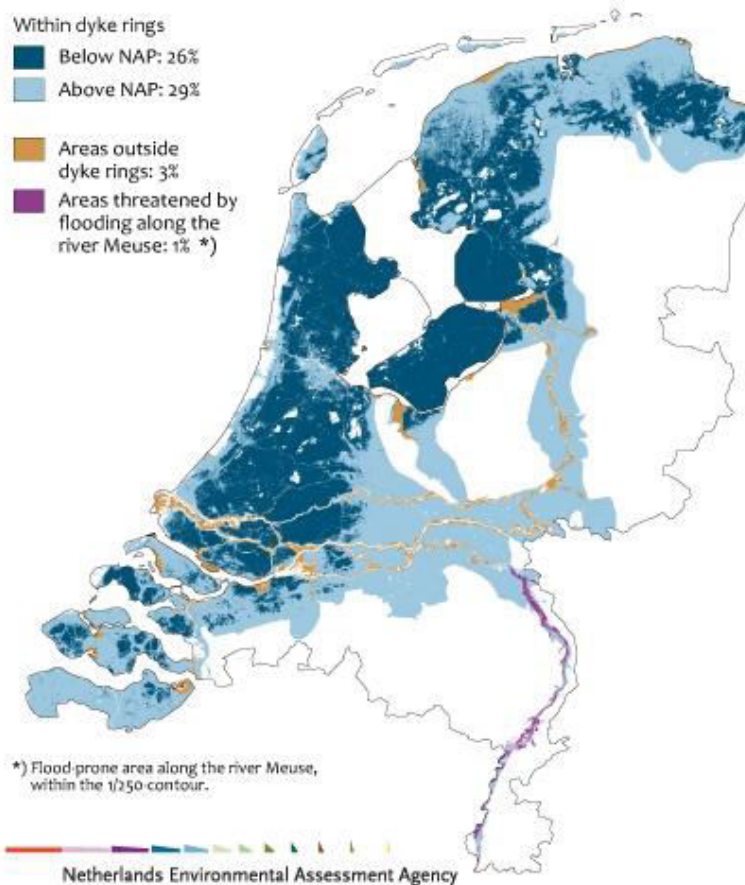 Within dyke rings
Below NAP: 26%
Above NAP: 29%
Areas outside
dyke rings: 3%
Areas threatened by
flooding along the
river Meuse: 1% *)
*) Flood-prone area along the river Meuse,
within the 1/250-contour.
Netherlands Environmental Assessment Agency